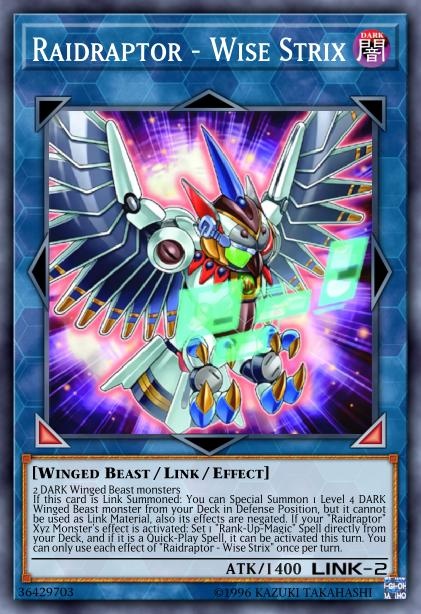 RAIDRAPTOR - WISE STRIX
DARK
闇
[WINGED BEAST / LINK / EFFECT]
2 DARK Winged Beast monsters
If this card is Link Summoned: You can Special Summon 1 Level 4 DARK
Winged Beast monster from your Deck in Defense Position, but it cannot
be used as Link Material, also its effects are negated. If your "Raidraptor"
Xyz Monster's effect is activated: Set 1 "Rank-Up-Magic" Spell directly from
your Deck, and if it is a Quick-Play Spell, it can be activated this turn. You
can only use each effect of "Raidraptor - Wise Strix" once per turn.
ATK/1400 LINK-2
36429703
©1996 KAZUKI TAKAHASHI